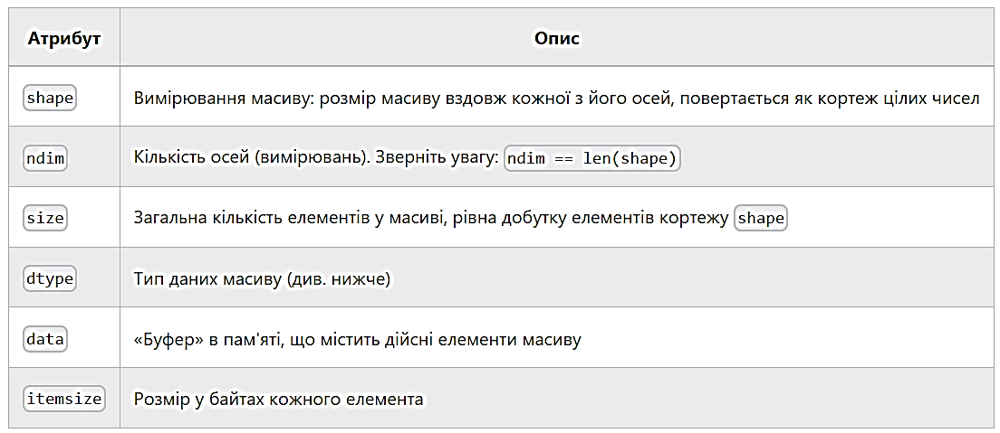 Атрибут Опис
shape Вимірювання масиву: розмір масиву вздовж кожної з його осей, повертається як кортеж цілих чисел
ndim Кількість осей (вимірювань). Зверніть увагу: ndim == len(shape)
size Загальна кількість елементів у масиві, рівна добутку елементів кортежу shape
dtype Тип даних масиву (див. нижче)
data «Буфер» в пам'яті, що містить дійсні елементи масиву
itemsize Розмір у байтах кожного елемента